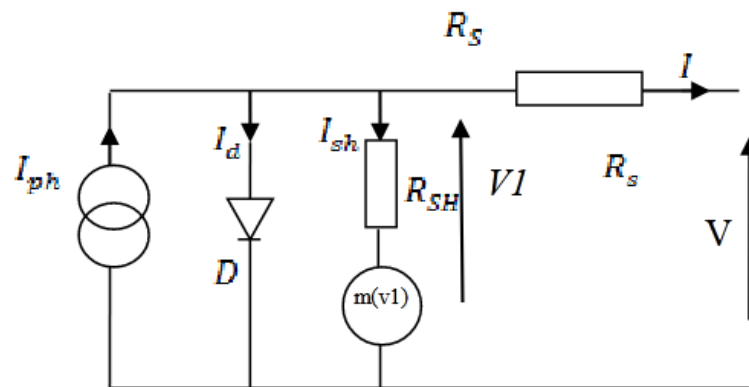 R_S
I
I_ph
I_d
I_sh
R_SH
V1
R_s
V
D
m(v1)